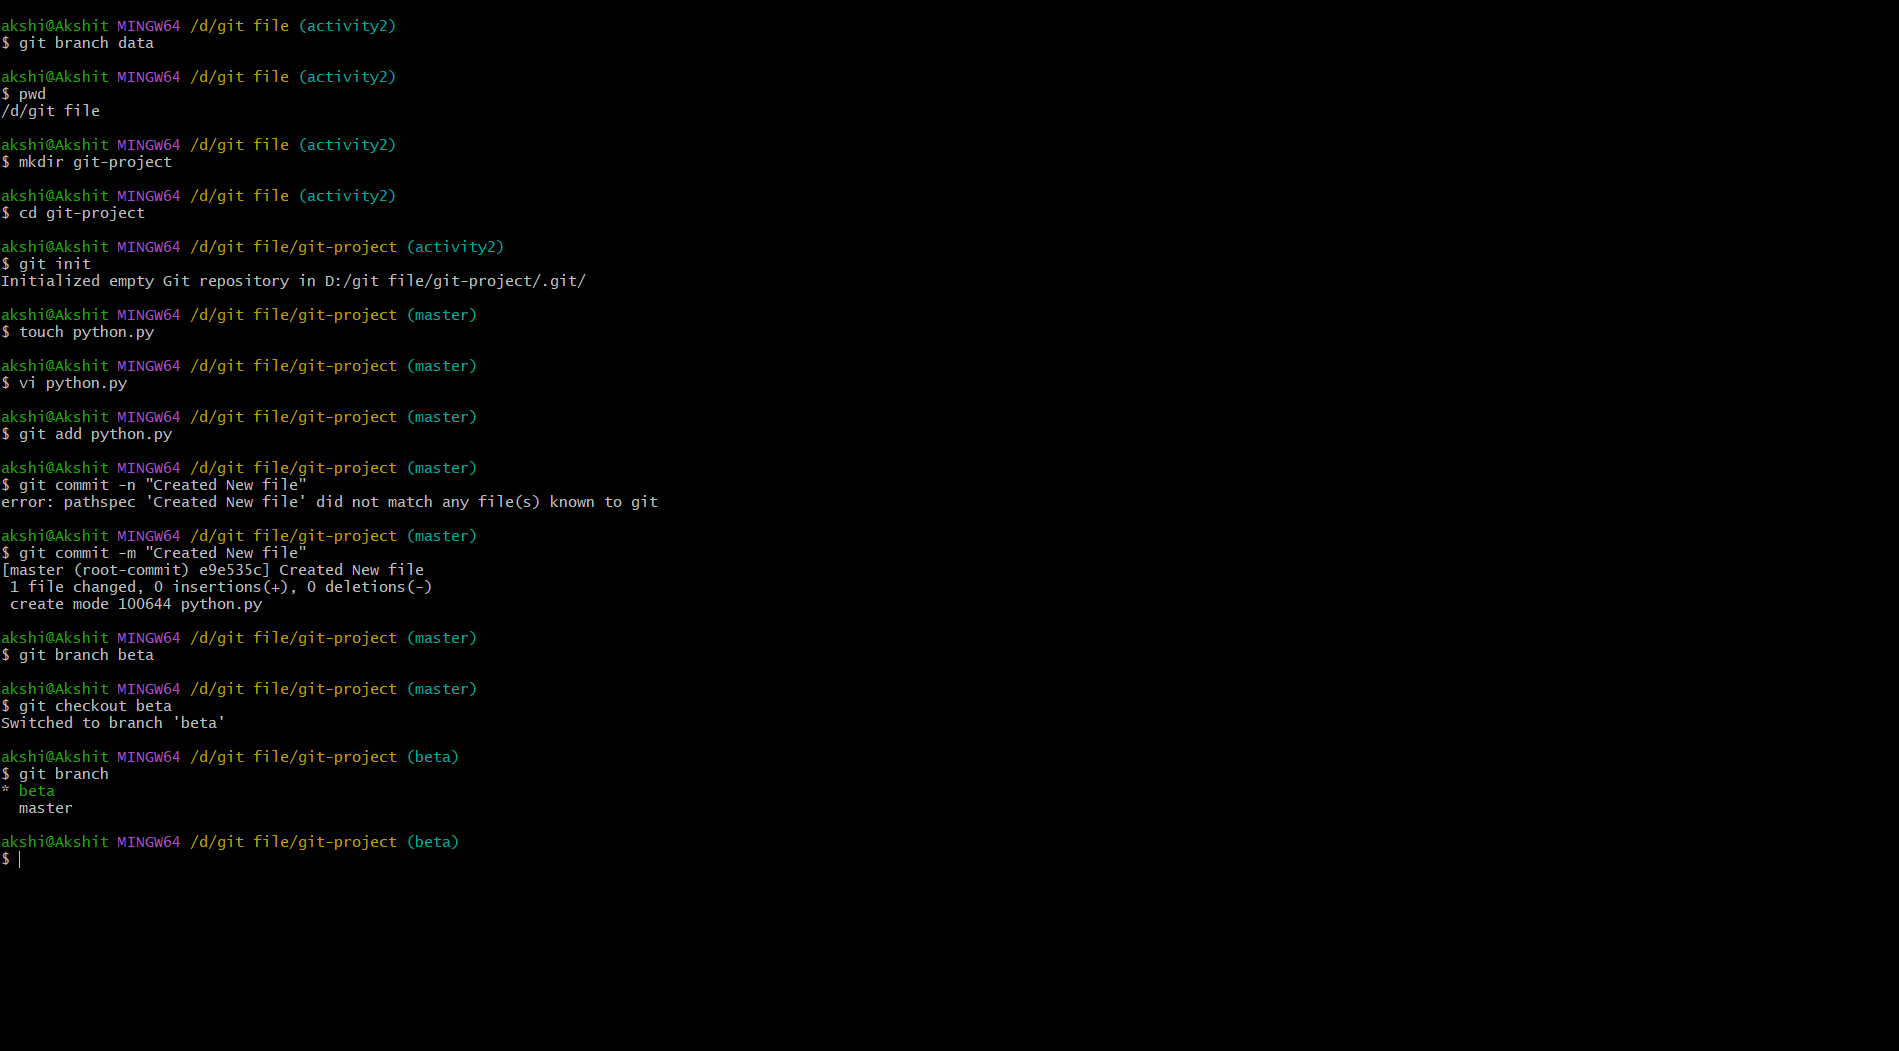 akshi@Akshit MINGW64 /d/git file (activity2)
$ git branch data
akshi@Akshit MINGW64 /d/git file (activity2)
$ pwd
/d/git file
akshi@Akshit MINGW64 /d/git file (activity2)
$ mkdir git-project
akshi@Akshit MINGW64 /d/git file (activity2)
$ cd git-project
akshi@Akshit MINGW64 /d/git file/git-project (activity2)
$ git init
Initialized empty Git repository in D:/git file/git-project/.git/
akshi@Akshit MINGW64 /d/git file/git-project (master)
$ touch python.py
akshi@Akshit MINGW64 /d/git file/git-project (master)
$ vi python.py
akshi@Akshit MINGW64 /d/git file/git-project (master)
$ git add python.py
akshi@Akshit MINGW64 /d/git file/git-project (master)
$ git commit -n "Created New file"
error: pathspec 'Created New file' did not match any file(s) known to git
akshi@Akshit MINGW64 /d/git file/git-project (master)
$ git commit -m "Created New file"
[master (root-commit) e9e535c] Created New file
 1 file changed, 0 insertions(+), 0 deletions(-)
 create mode 100644 python.py
akshi@Akshit MINGW64 /d/git file/git-project (master)
$ git branch beta
akshi@Akshit MINGW64 /d/git file/git-project (master)
$ git checkout beta
Switched to branch 'beta'
akshi@Akshit MINGW64 /d/git file/git-project (beta)
$ git branch
* beta
  master
akshi@Akshit MINGW64 /d/git file/git-project (beta)
$